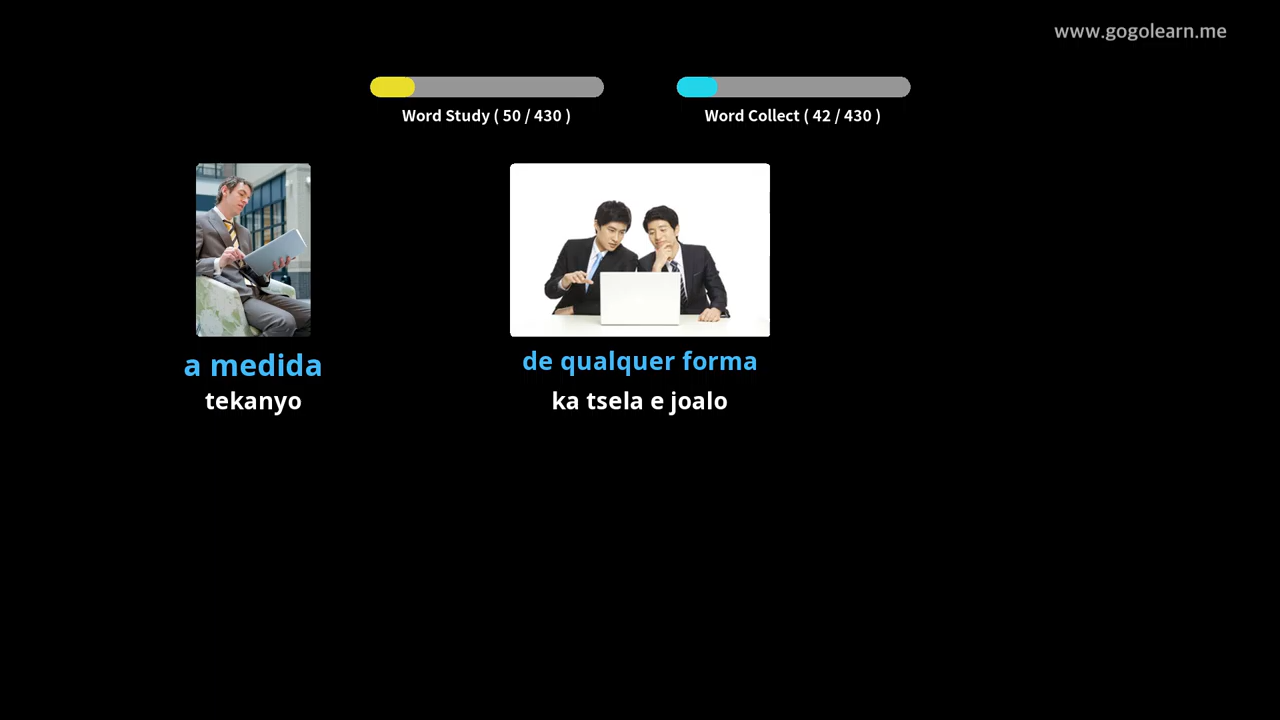 www.gogolearn.me
Word Study ( 50 / 430 )
Word Collect ( 42 / 430 )
a medida
tekanyo
de qualquer forma
ka tsela e joalo